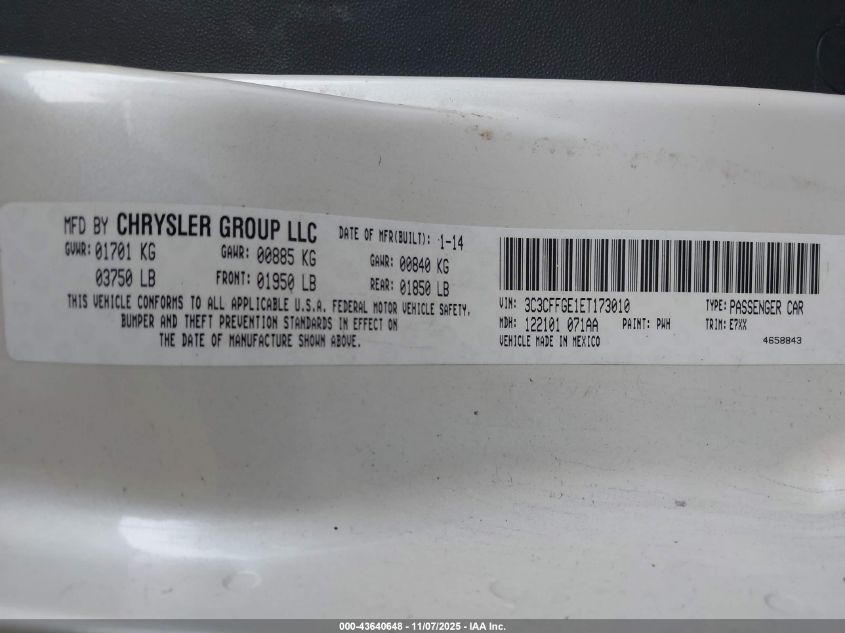 MFD BY CHRYSLER GROUP LLC DATE OF MFR(BUILT): 1-14
GVWR: 01701 KG GAWR: 00885 KG GAWR: 00840 KG
03750 LB FRONT: 01950 LB REAR: 01850 LB
THIS VEHICLE CONFORMS TO ALL APPLICABLE U.S.A. FEDERAL MOTOR VEHICLE SAFETY,
BUMPER AND THEFT PREVENTION STANDARDS IN EFFECT ON
THE DATE OF MANUFACTURE SHOWN ABOVE.
VIN: 3C3CFFGE1ET173010 TYPE: PASSENGER CAR
MDH: 122101 071AA PAINT: PWH TRIM: E7XX
VEHICLE MADE IN MEXICO 4658843
000-43640648 - 11/07/2025 - IAA Inc.